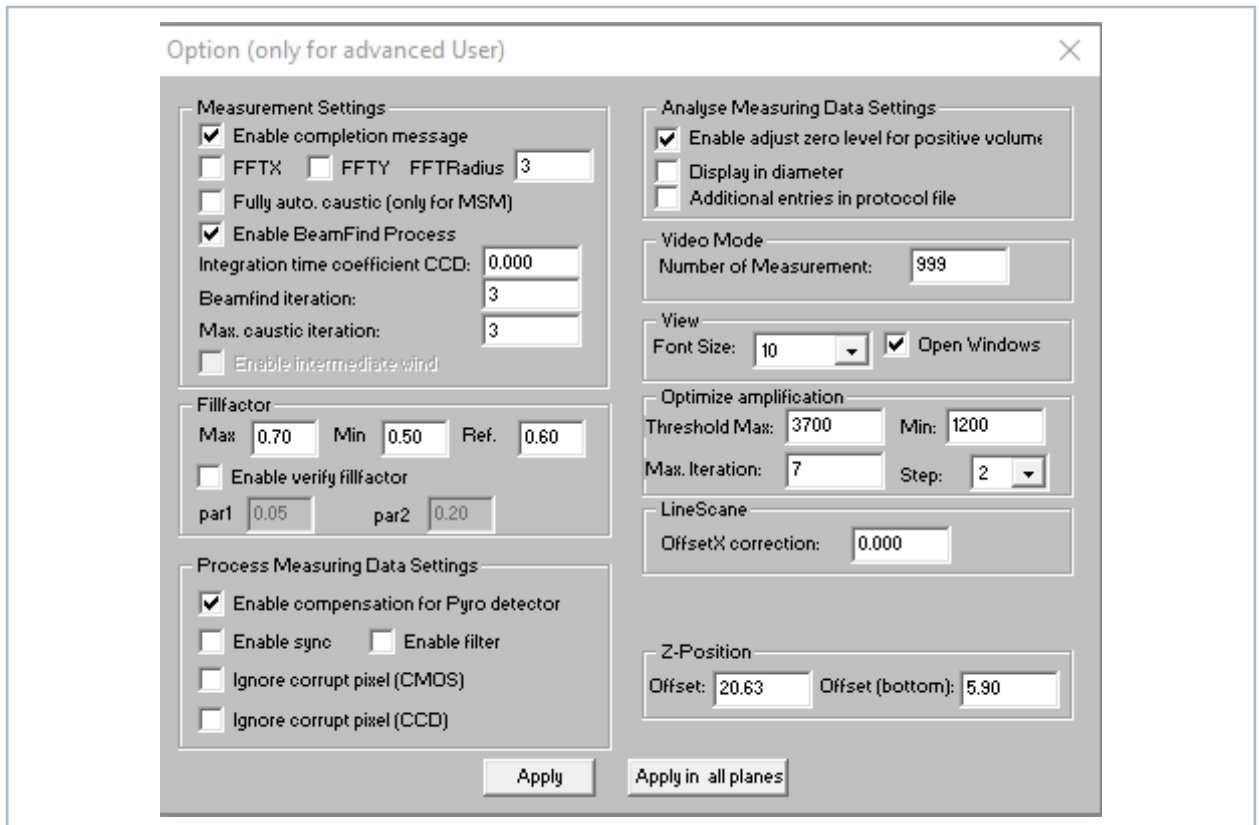 Option (only for advanced User)
Measurement Settings
Enable completion message
FFTX FFTY FFTRadius 3
Fully auto. caustic (only for MSM)
Enable BeamFind Process
Integration time coefficient CCD: 0.000
Beamfind iteration: 3
Max. caustic iteration: 3
Enable intermediate wind
Fillfactor
Max 0.70 Min 0.50 Ref. 0.60
Enable verify fillfactor
par1 0.05 par2 0.20
Process Measuring Data Settings
Enable compensation for Pyro detector
Enable sync Enable filter
Ignore corrupt pixel (CMOS)
Ignore corrupt pixel (CCD)
Analyse Measuring Data Settings
Enable adjust zero level for positive volume
Display in diameter
Additional entries in protocol file
Video Mode
Number of Measurement: 999
View
Font Size: 10 Open Windows
Optimize amplification
Threshold Max: 3700 Min: 1200
Max. Iteration: 7 Step: 2
LineScane
OffsetX correction: 0.000
Z-Position
Offset: 20.63 Offset (bottom): 5.90
Apply Apply in all planes